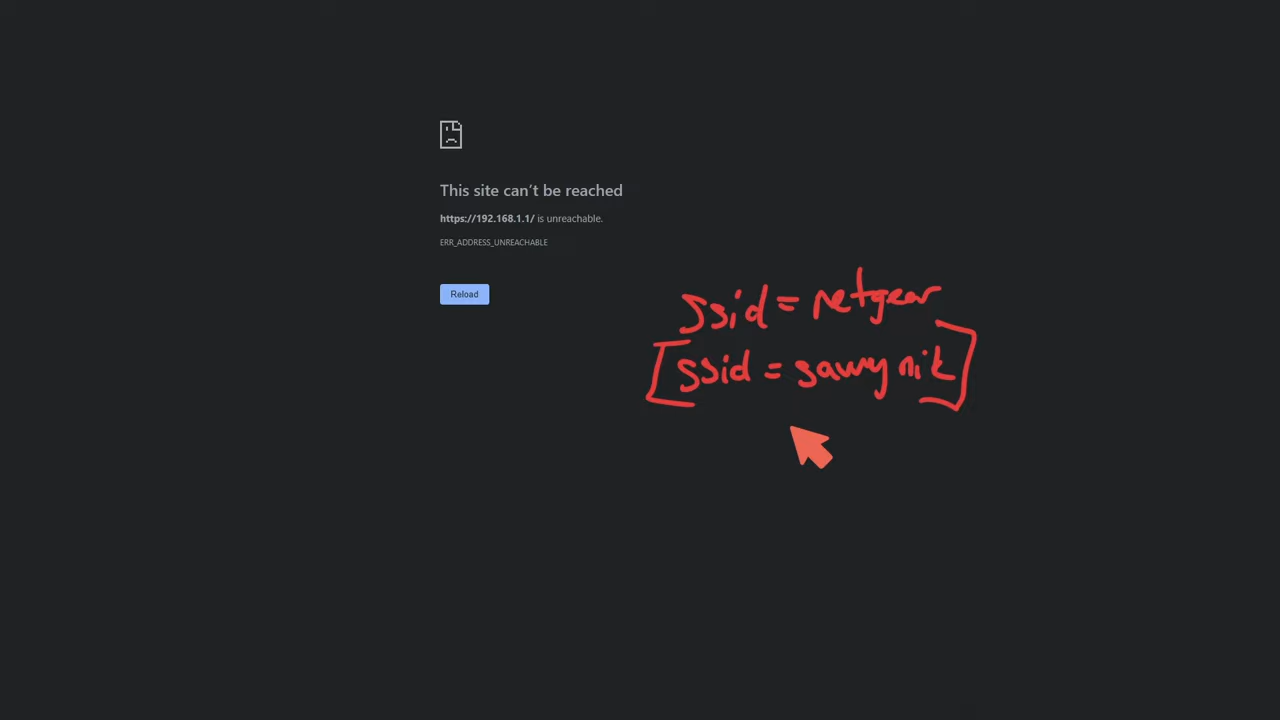 This site can't be reached
https://192.168.1.1/ is unreachable.
ERR_ADDRESS_UNREACHABLE
Reload
ssid = netgear
[ssid = savvy nik]